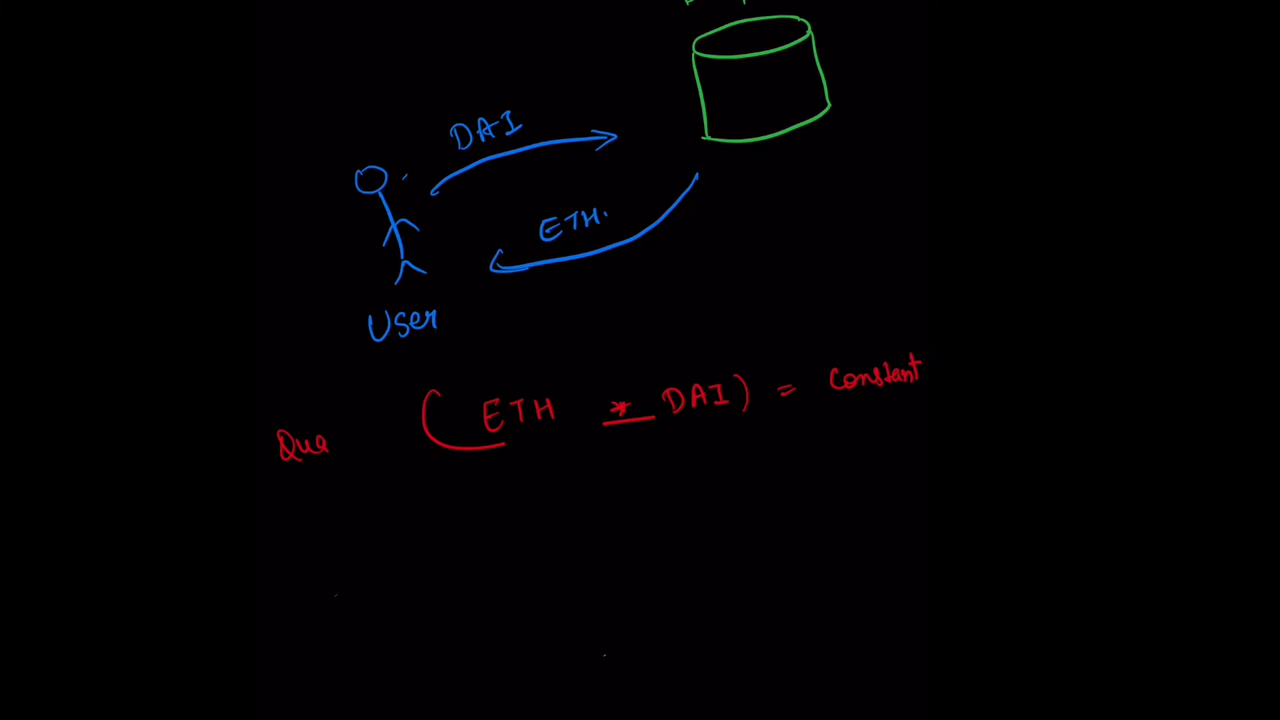 DAI
ETH.
User
( ETH * DAI) = Constant
Qua